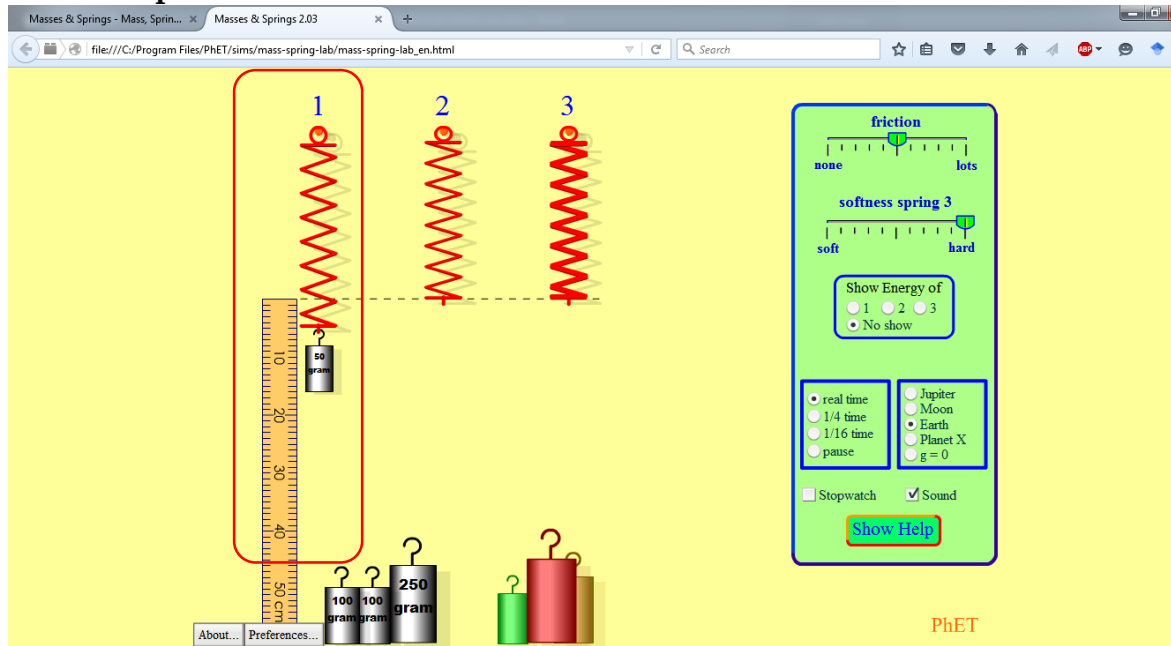 Masses & Springs - Mass, Sprin...
Masses & Springs 2.03
file:///C:/Program Files/PhET/sims/mass-spring-lab/mass-spring-lab_en.html
Search
ABP
1
2
3
friction
none
lots
softness spring 3
soft
hard
Show Energy of
1
2
3
No show
real time
1/4 time
1/16 time
pause
Jupiter
Moon
Earth
Planet X
g = 0
Stopwatch
Sound
Show Help
50
gram
10
20
30
40
50 cm
100
gram
100
gram
250
gram
About...
Preferences...
PhET